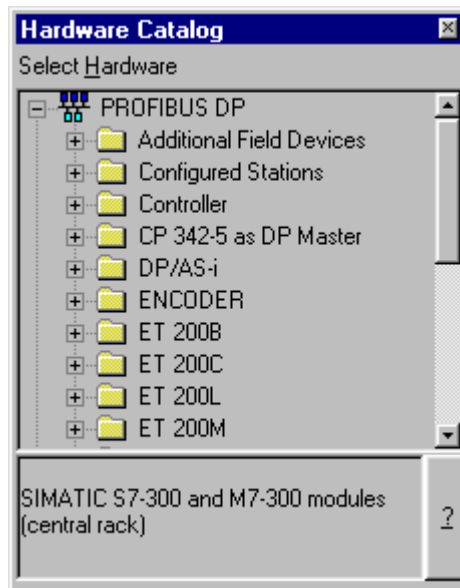 Hardware Catalog
Select Hardware
PROFIBUS DP
Additional Field Devices
Configured Stations
Controller
CP 342-5 as DP Master
DP/AS-i
ENCODER
ET 200B
ET 200C
ET 200L
ET 200M
SIMATIC S7-300 and M7-300 modules
(central rack)
?